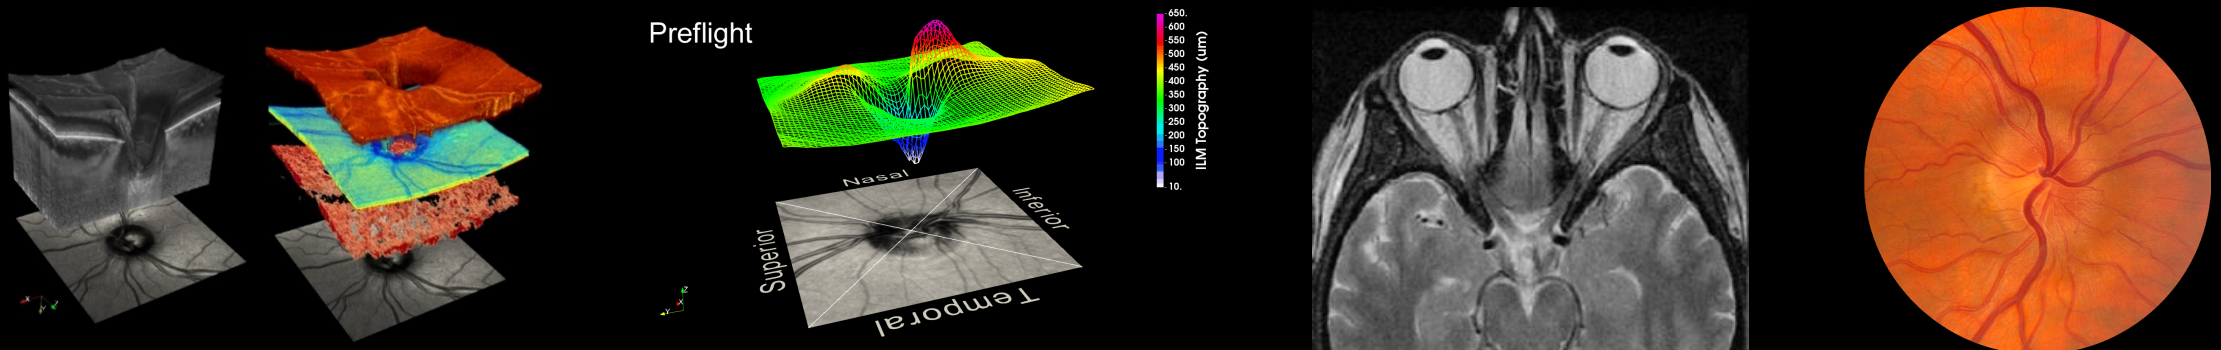 Preflight
650.
600
550
500
450
400
350
300
250
200
150
100
10.
ILM Topography (um)
Nasal
Inferior
Superior
Temporal
X
Y
Z
X
Y
Z